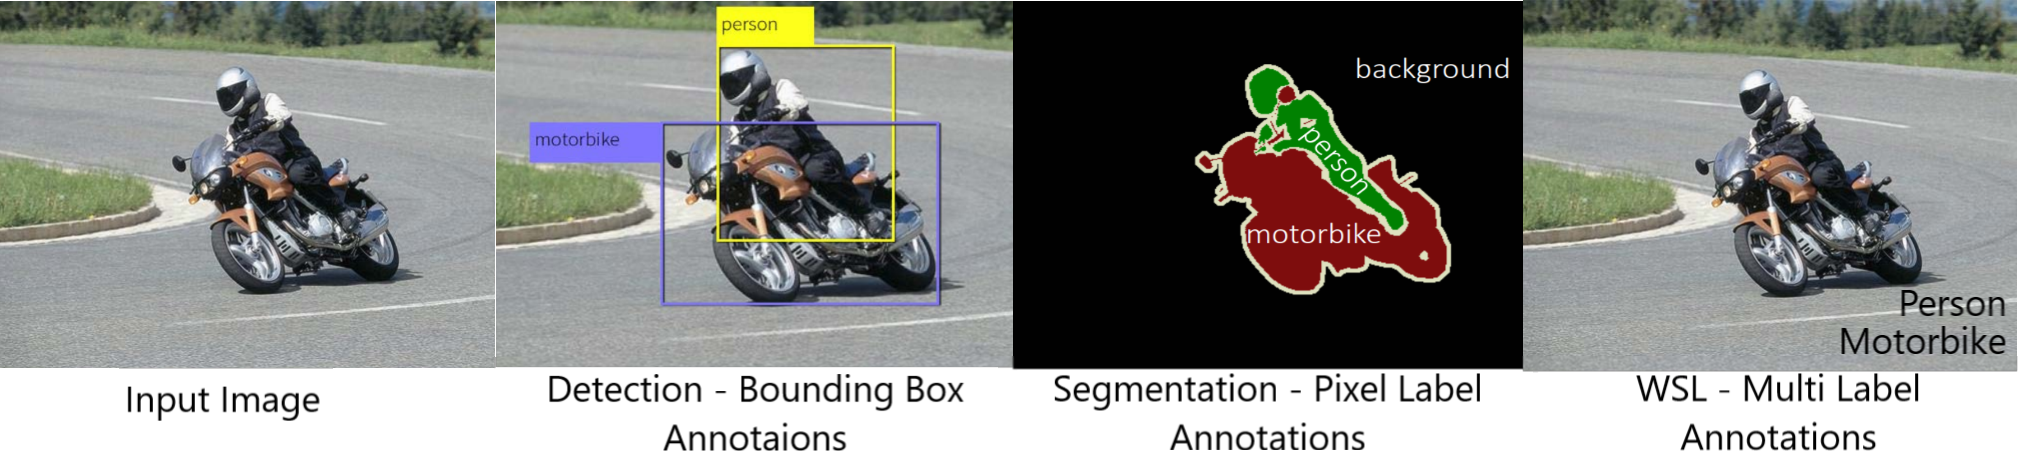 person
motorbike
background
person
motorbike
Person
Motorbike
Input Image
Detection - Bounding Box
Annotaions
Segmentation - Pixel Label
Annotations
WSL - Multi Label
Annotations